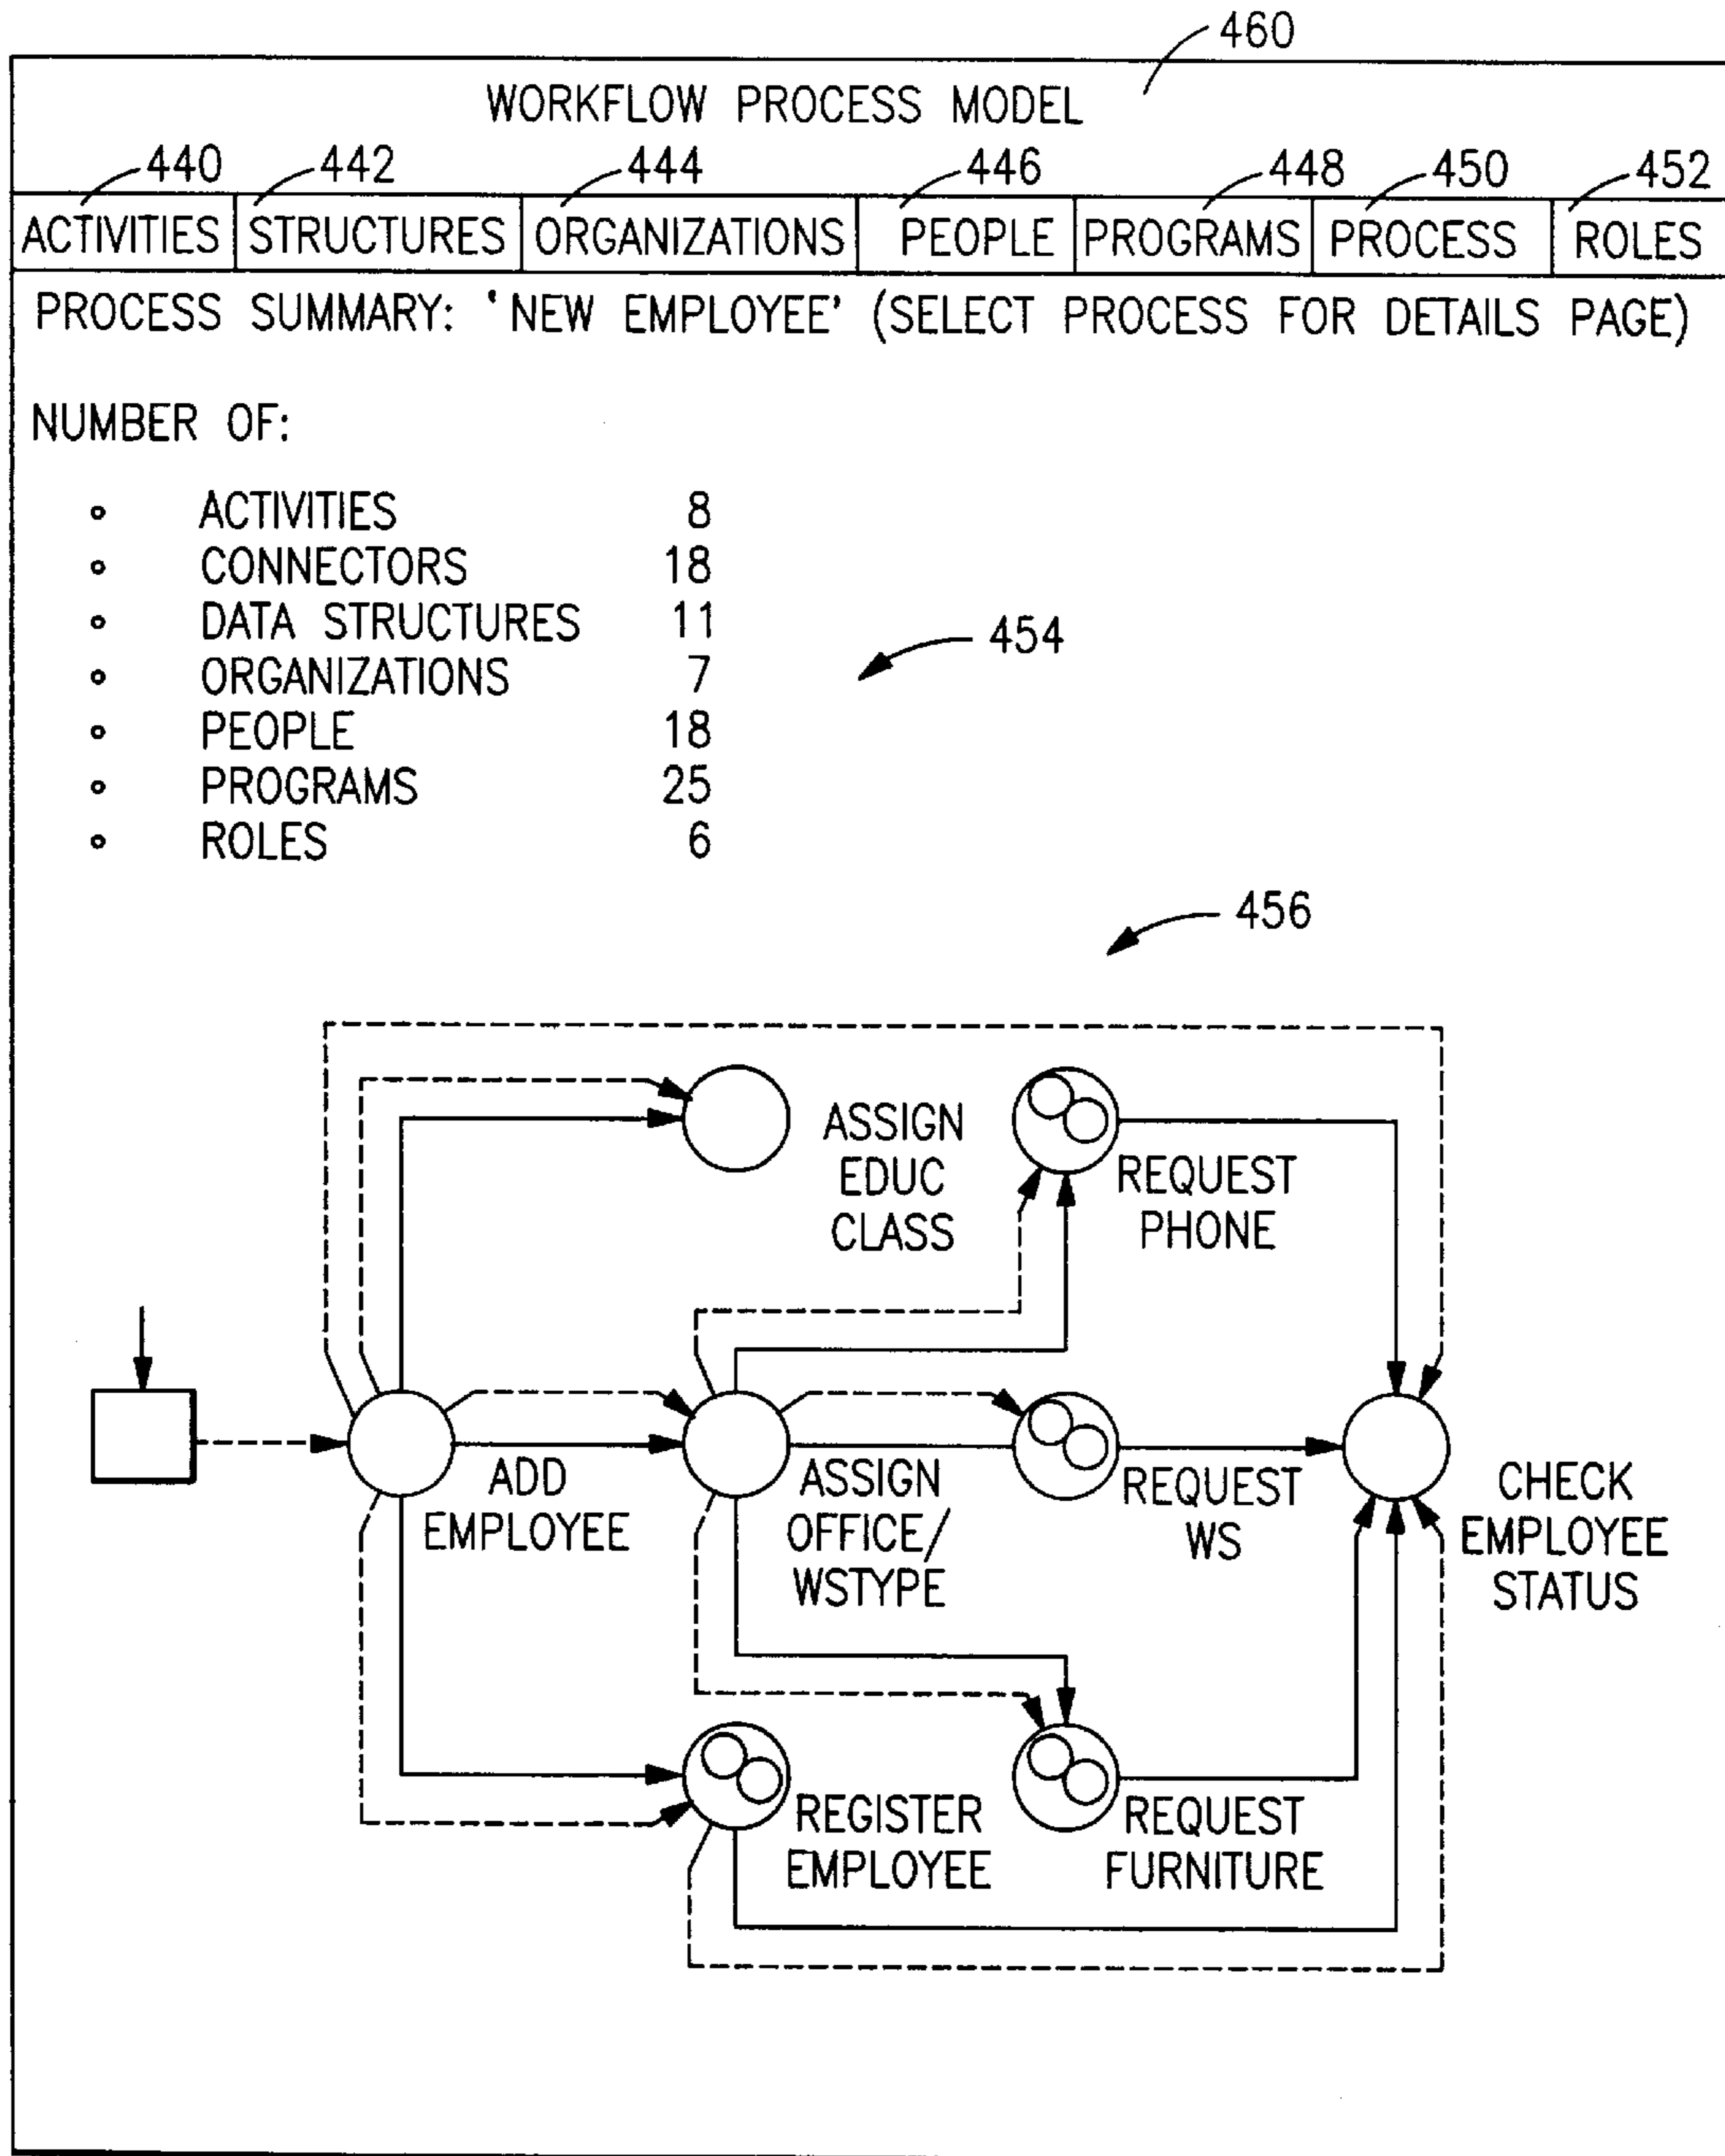 460
WORKFLOW PROCESS MODEL
440 442 444 446 448 450 452
ACTIVITIES STRUCTURES ORGANIZATIONS PEOPLE PROGRAMS PROCESS ROLES
PROCESS SUMMARY: 'NEW EMPLOYEE' (SELECT PROCESS FOR DETAILS PAGE)
NUMBER OF:
ACTIVITIES 8
CONNECTORS 18
DATA STRUCTURES 11
454
ORGANIZATIONS 7
PEOPLE 18
PROGRAMS 25
ROLES 6
456
ASSIGN
EDUC
CLASS
REQUEST
PHONE
ADD
EMPLOYEE
ASSIGN
OFFICE/
WSTYPE
REQUEST
WS
CHECK
EMPLOYEE
STATUS
REGISTER
EMPLOYEE
REQUEST
FURNITURE